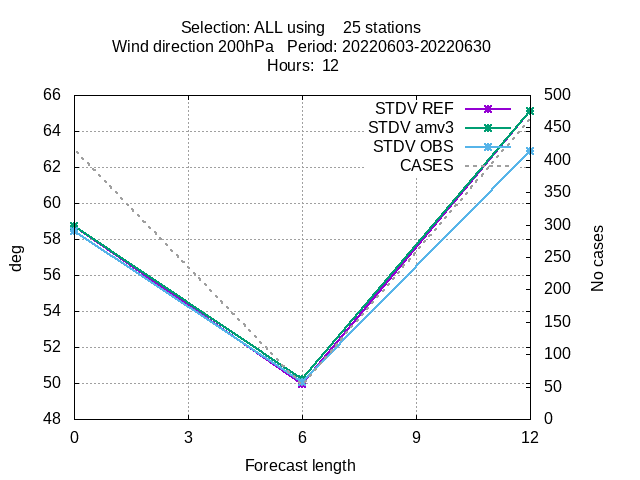 Selection: ALL using    25 stations
Wind direction 200hPa   Period: 20220603-20220630
Hours:  12
STDV REF
STDV amv3
STDV OBS
CASES
66
64
62
60
58
56
54
52
50
48
500
450
400
350
300
250
200
150
100
50
0
deg
No cases
0 3 6 9 12
Forecast length